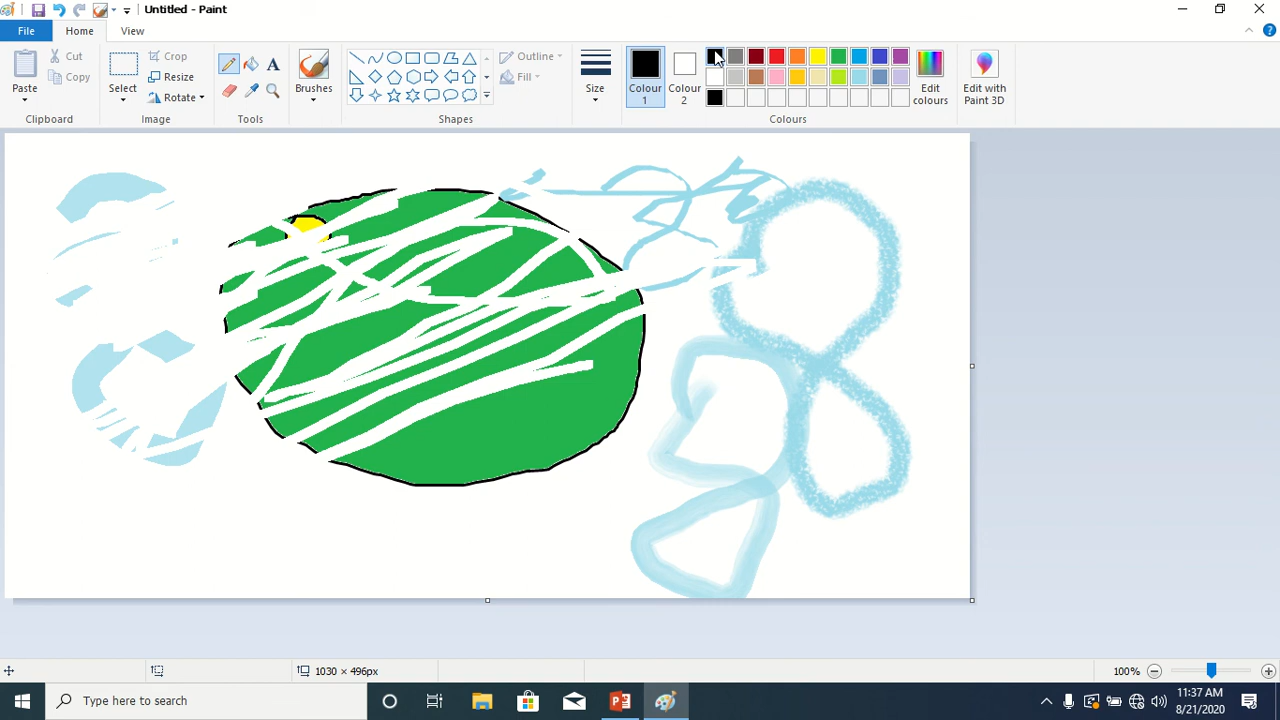 Untitled - Paint
File
Home
View
Paste
Cut
Copy
Clipboard
Select
Crop
Resize
Rotate
Image
A
Tools
Brushes
Outline
Fill
Shapes
Size
Colour 1
Colour 2
Edit colours
Colours
Edit with Paint 3D
1030 × 496px
100%
Type here to search
11:37 AM
8/21/2020